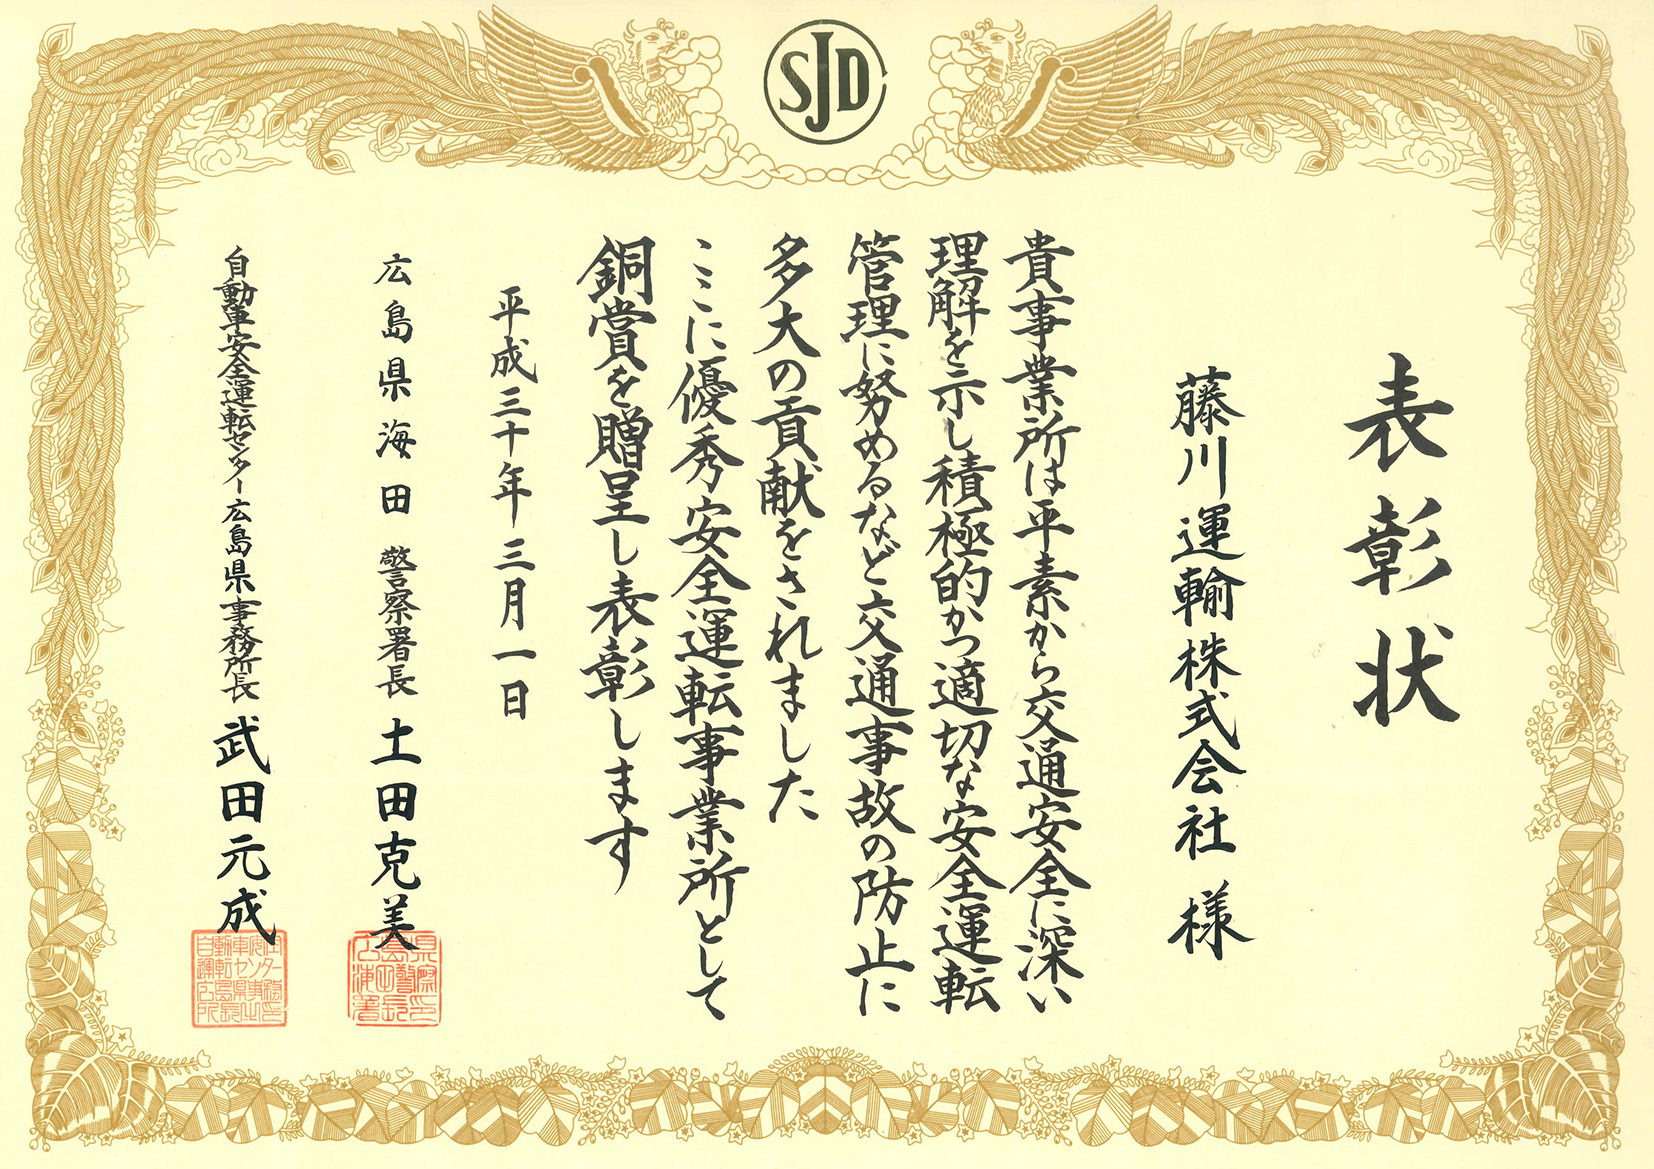 SJD
表彰状
藤川運輸株式会社 様
貴事業所は平素から交通安全に深い
理解を示し積極的かつ適切な安全運転
管理に努めるなど交通事故の防止に
多大の貢献をされました
ここに優秀安全運転事業所として
銅賞を贈呈し表彰します
平成三十年三月一日
広島県海田警察署長 土田克美
自動車安全運転センター広島県事務所長 武田元成